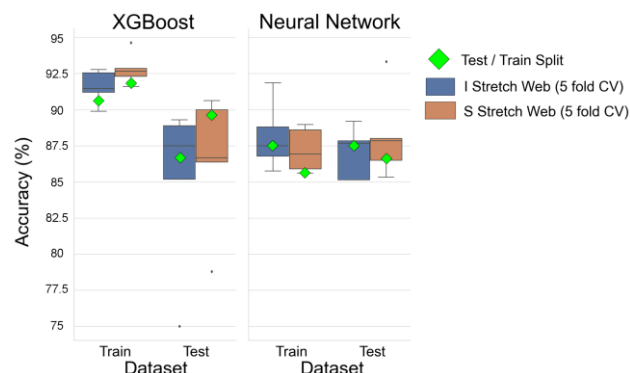 XGBoost
Neural Network
95
92.5
90
87.5
85
82.5
80
77.5
75
Accuracy (%)
Train
Test
Dataset
Train
Test
Dataset
Test / Train Split
I Stretch Web (5 fold CV)
S Stretch Web (5 fold CV)